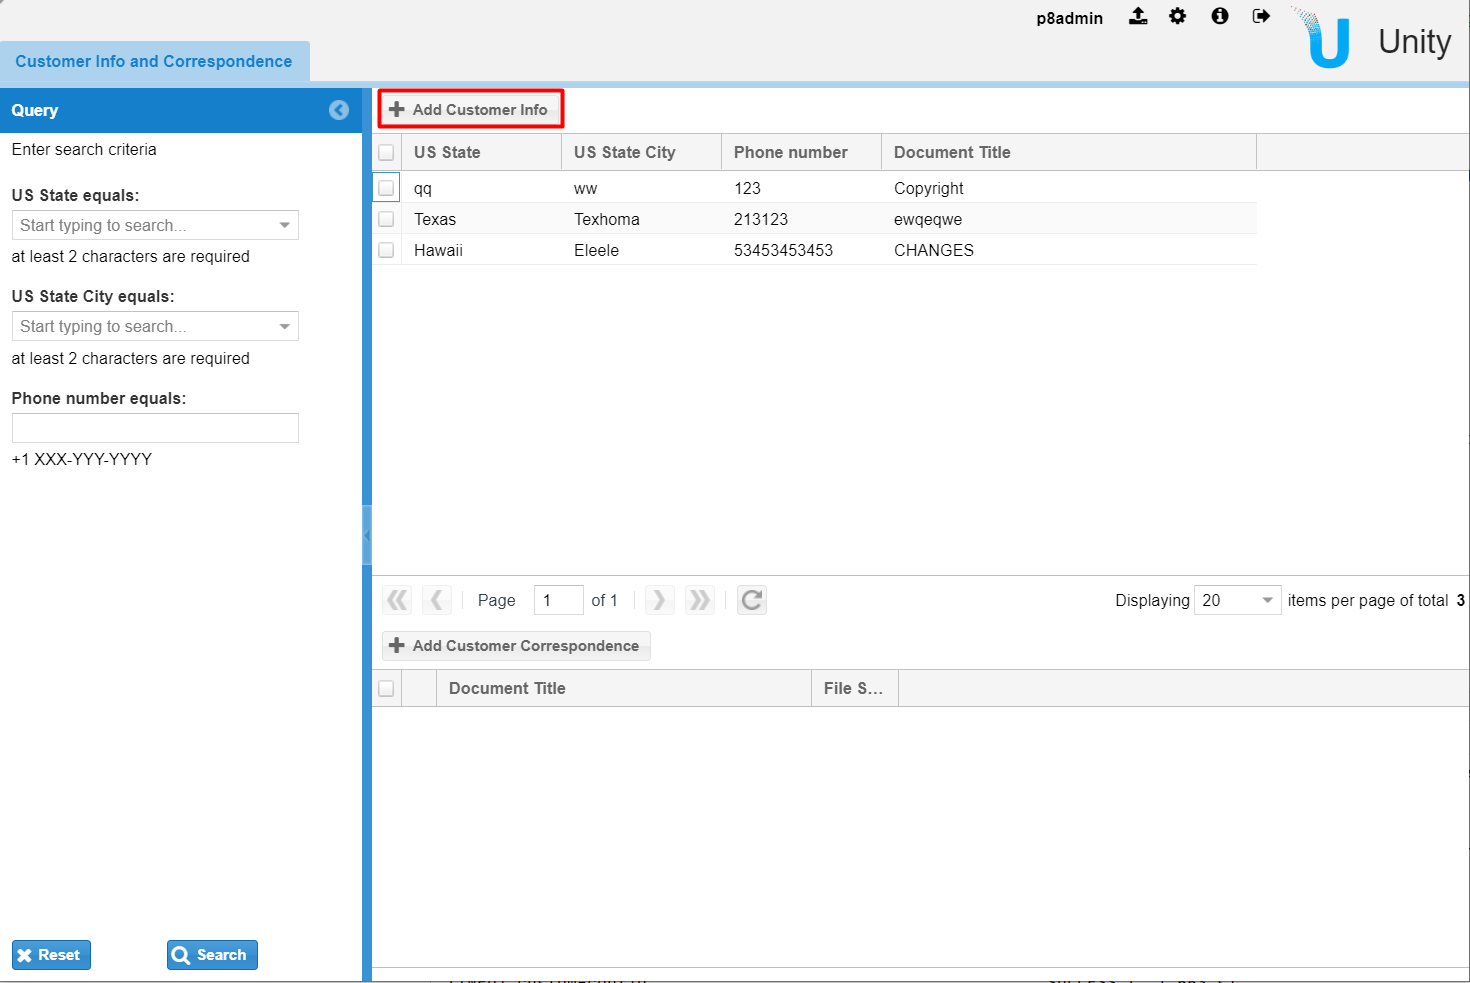 p8admin
Unity
Customer Info and Correspondence
Query
Enter search criteria
US State equals:
Start typing to search...
at least 2 characters are required
US State City equals:
Start typing to search...
at least 2 characters are required
Phone number equals:
+1 XXX-YYY-YYYY
Reset
Search
Add Customer Info
US State US State City Phone number Document Title
qq ww 123 Copyright
Texas Texhoma 213123 ewqeqwe
Hawaii Eleele 53453453453 CHANGES
Page 1 of 1 Displaying 20 items per page of total 3
Add Customer Correspondence
Document Title File S...